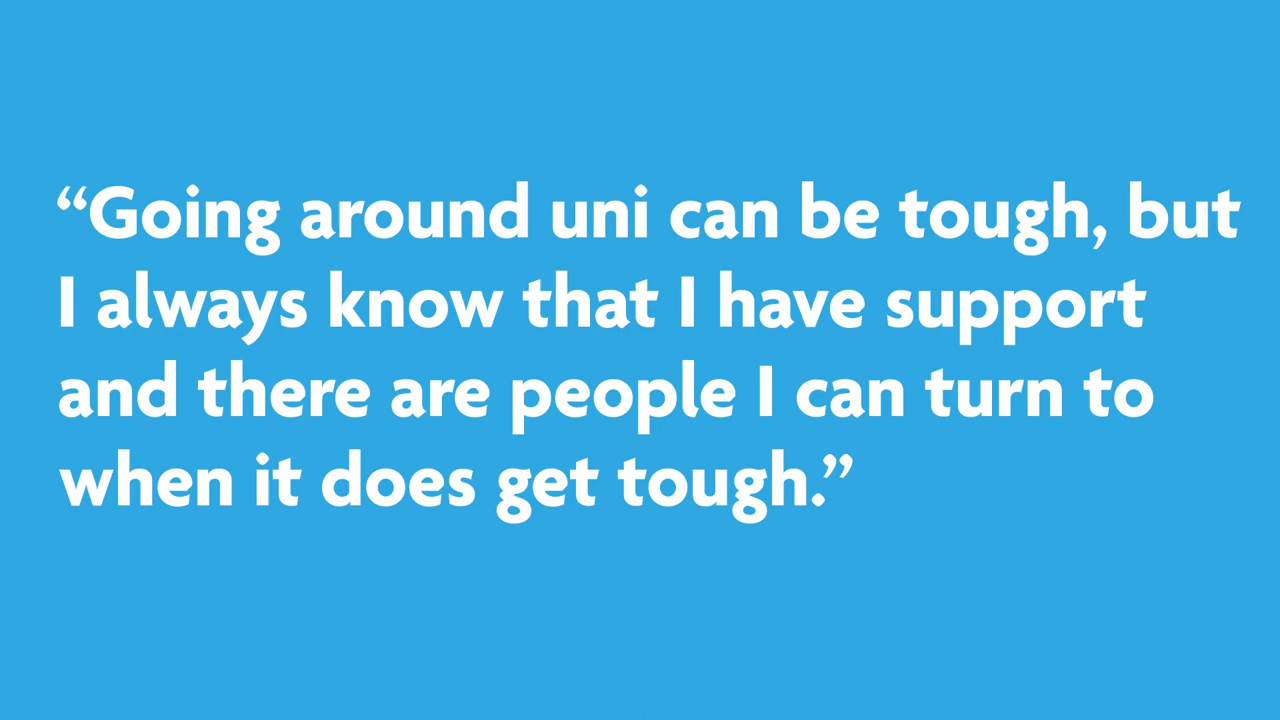 “Going around uni can be tough, but
I always know that I have support
and there are people I can turn to
when it does get tough.”